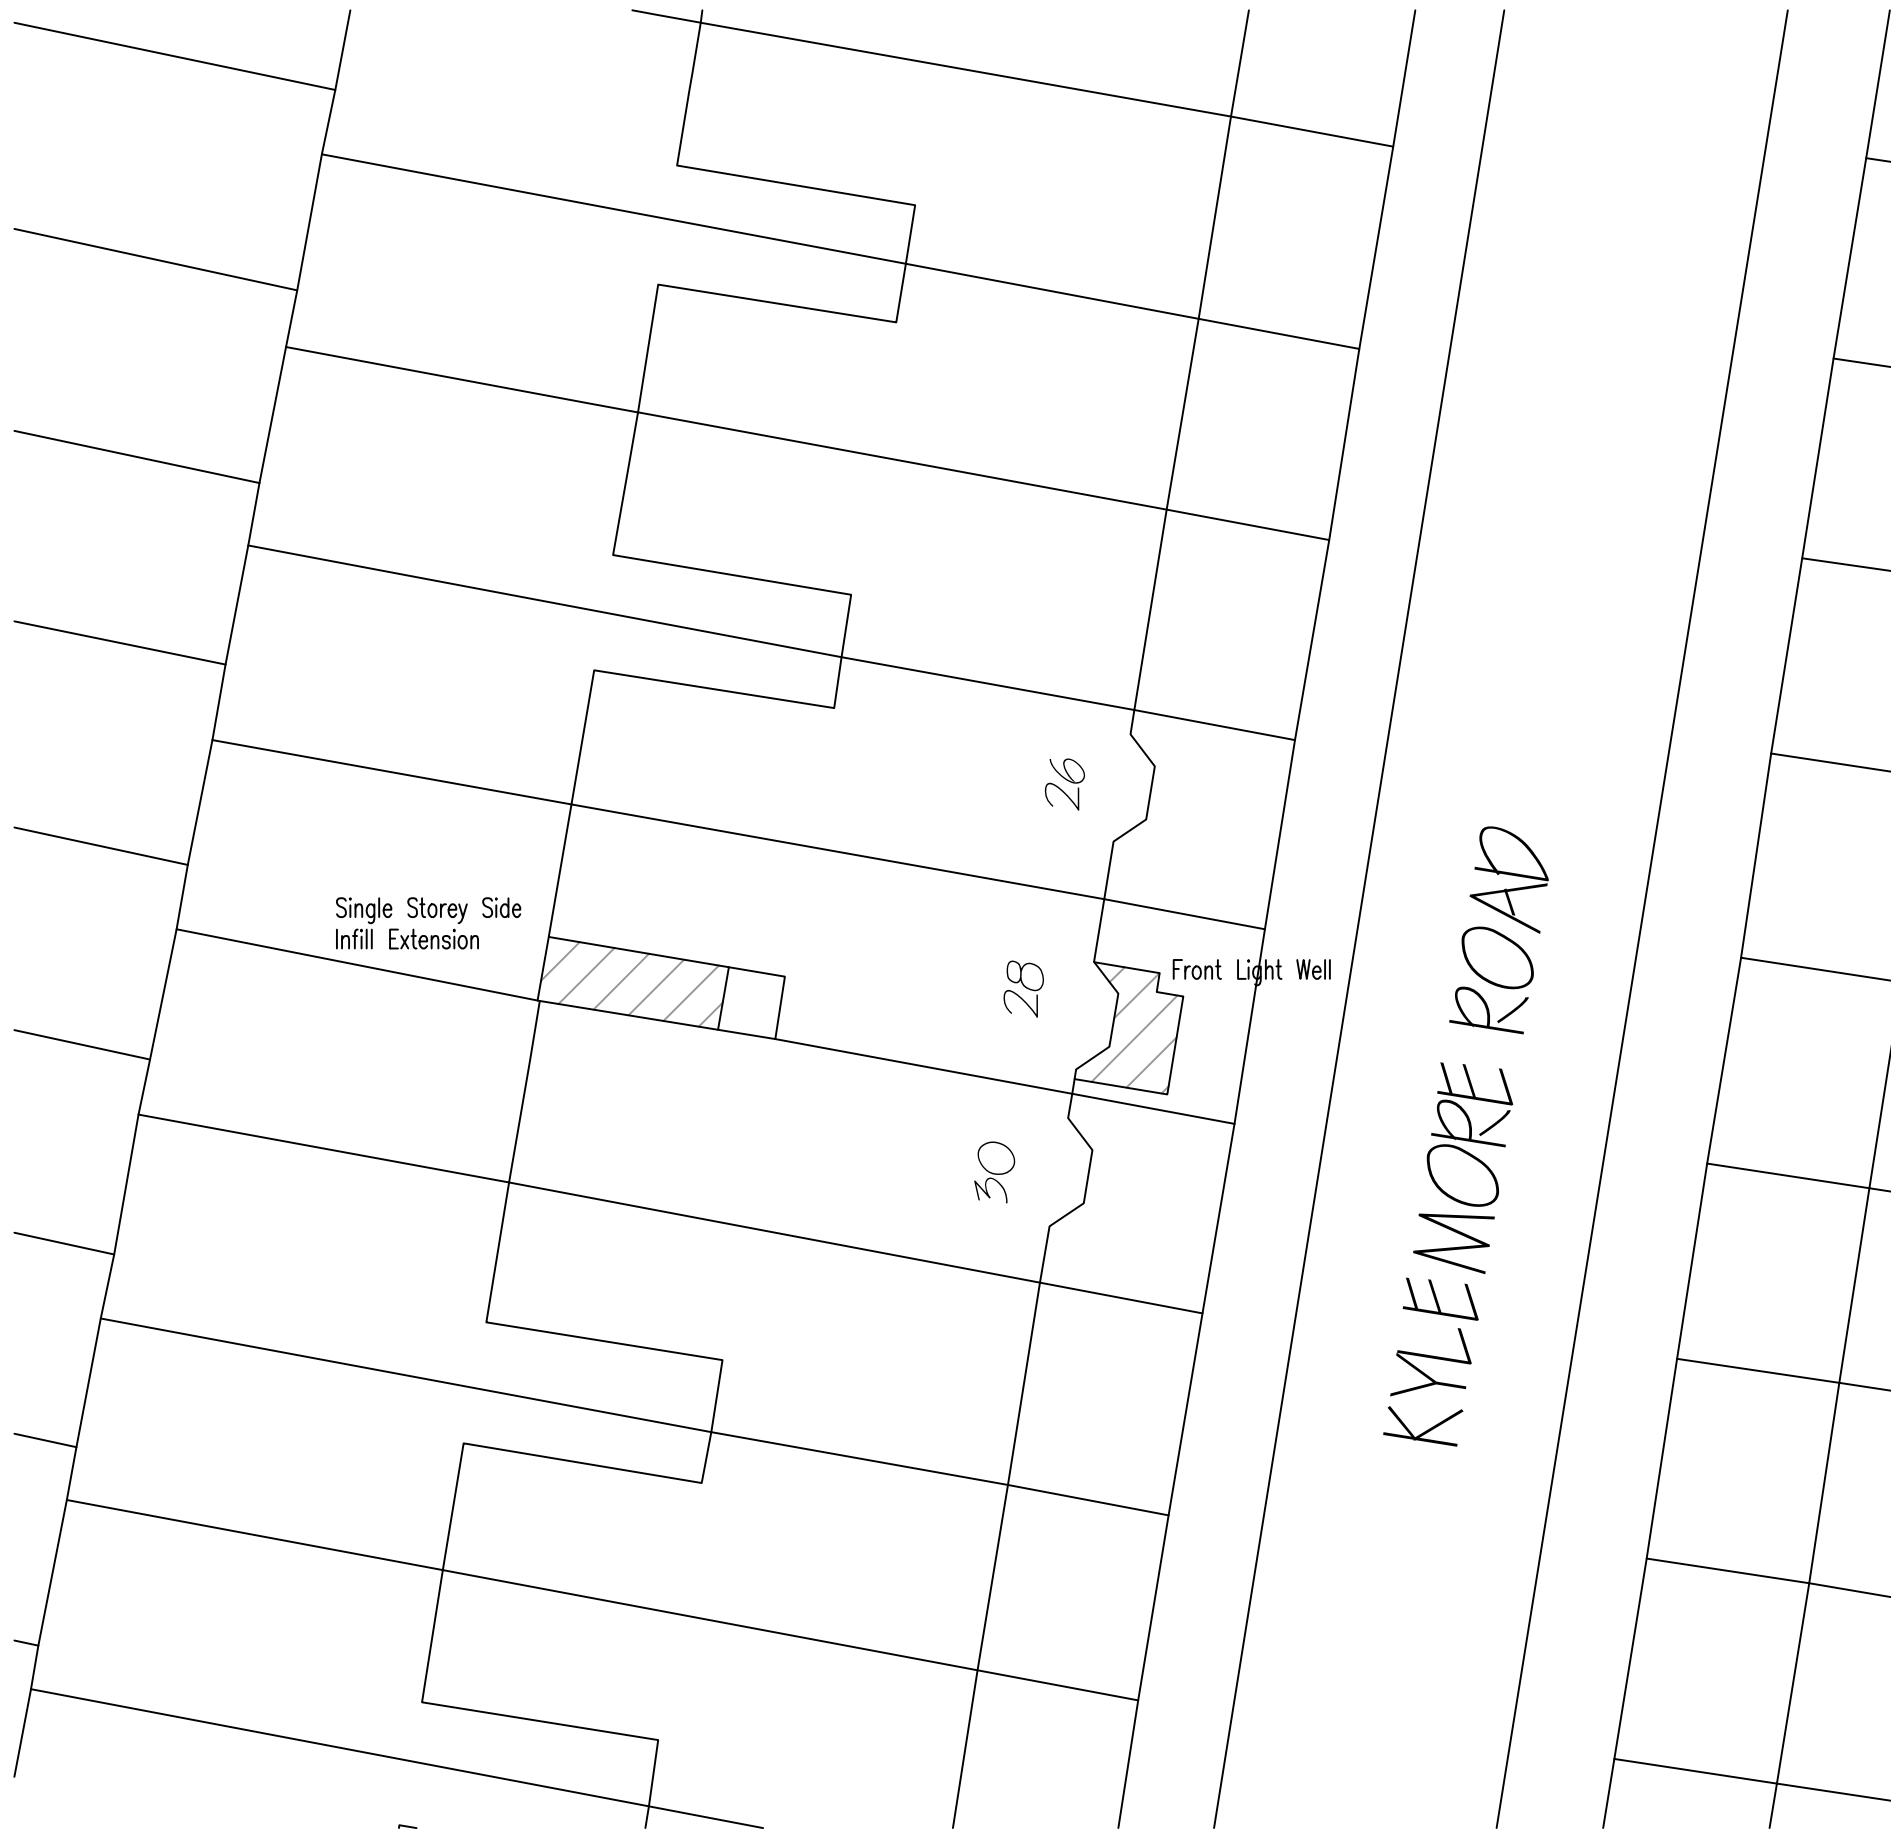 26
Single Storey Side
Infill Extension
28
Front Light Well
30
KYLEMORE ROAD